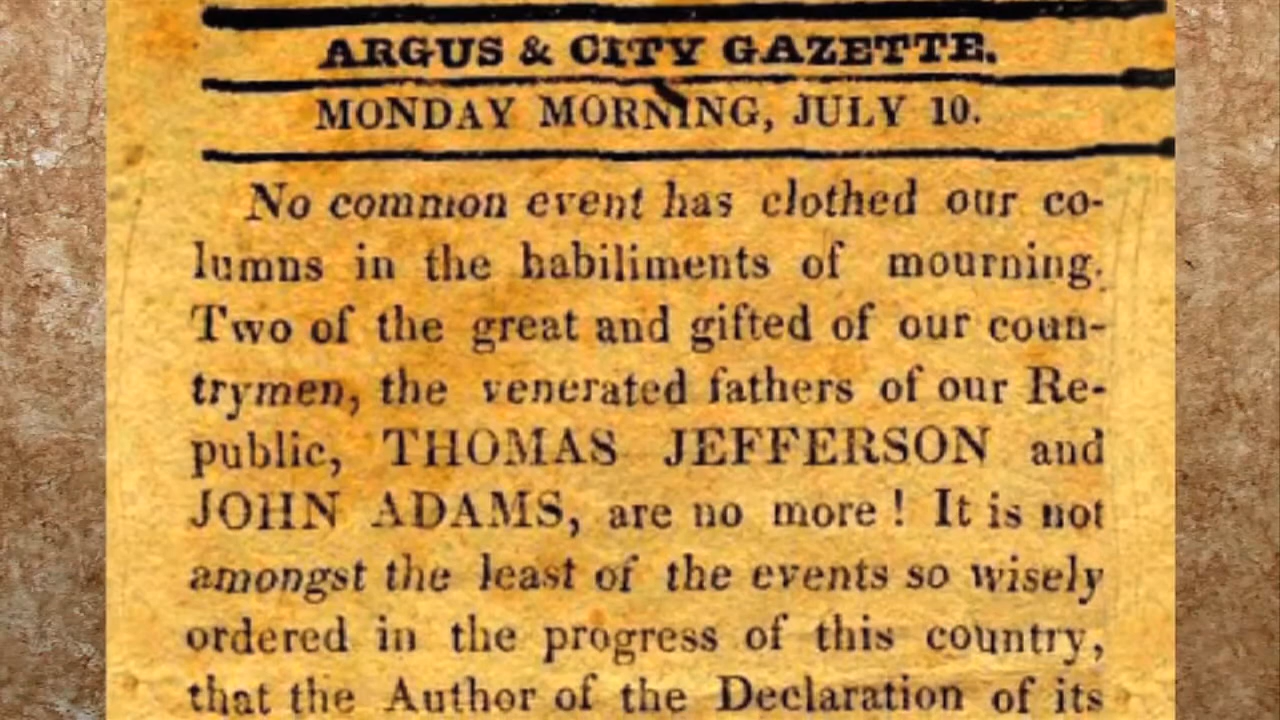 ARGUS & CITY GAZETTE.
MONDAY MORNING, JULY 10.
No common event has clothed our co-
lumns in the habiliments of mourning.
Two of the great and gifted of our coun-
trymen, the venerated fathers of our Re-
public, THOMAS JEFFERSON and
JOHN ADAMS, are no more ! It is not
amongst the least of the events so wisely
ordered in the progress of this country,
that the Author of the Declaration of its